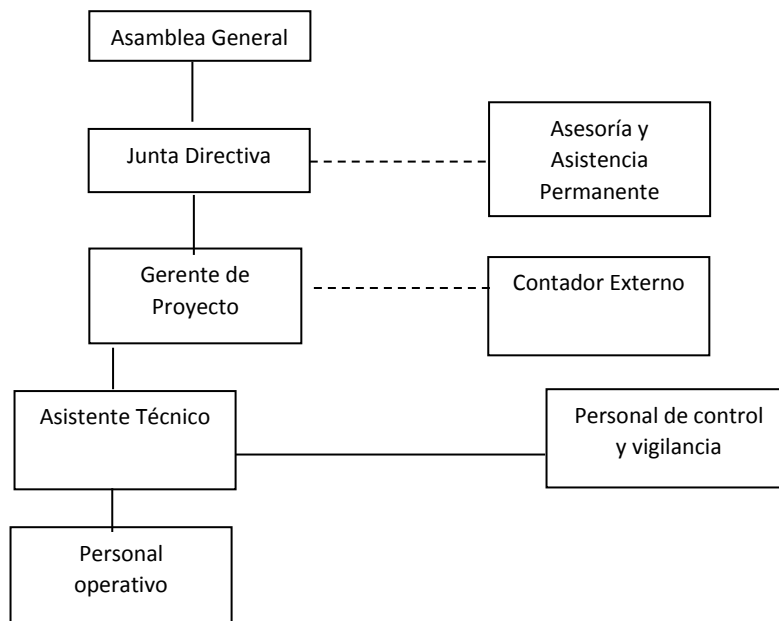 Asamblea General
Junta Directiva
Asesoría y
Asistencia
Permanente
Gerente de
Proyecto
Contador Externo
Asistente Técnico
Personal de control
y vigilancia
Personal
operativo